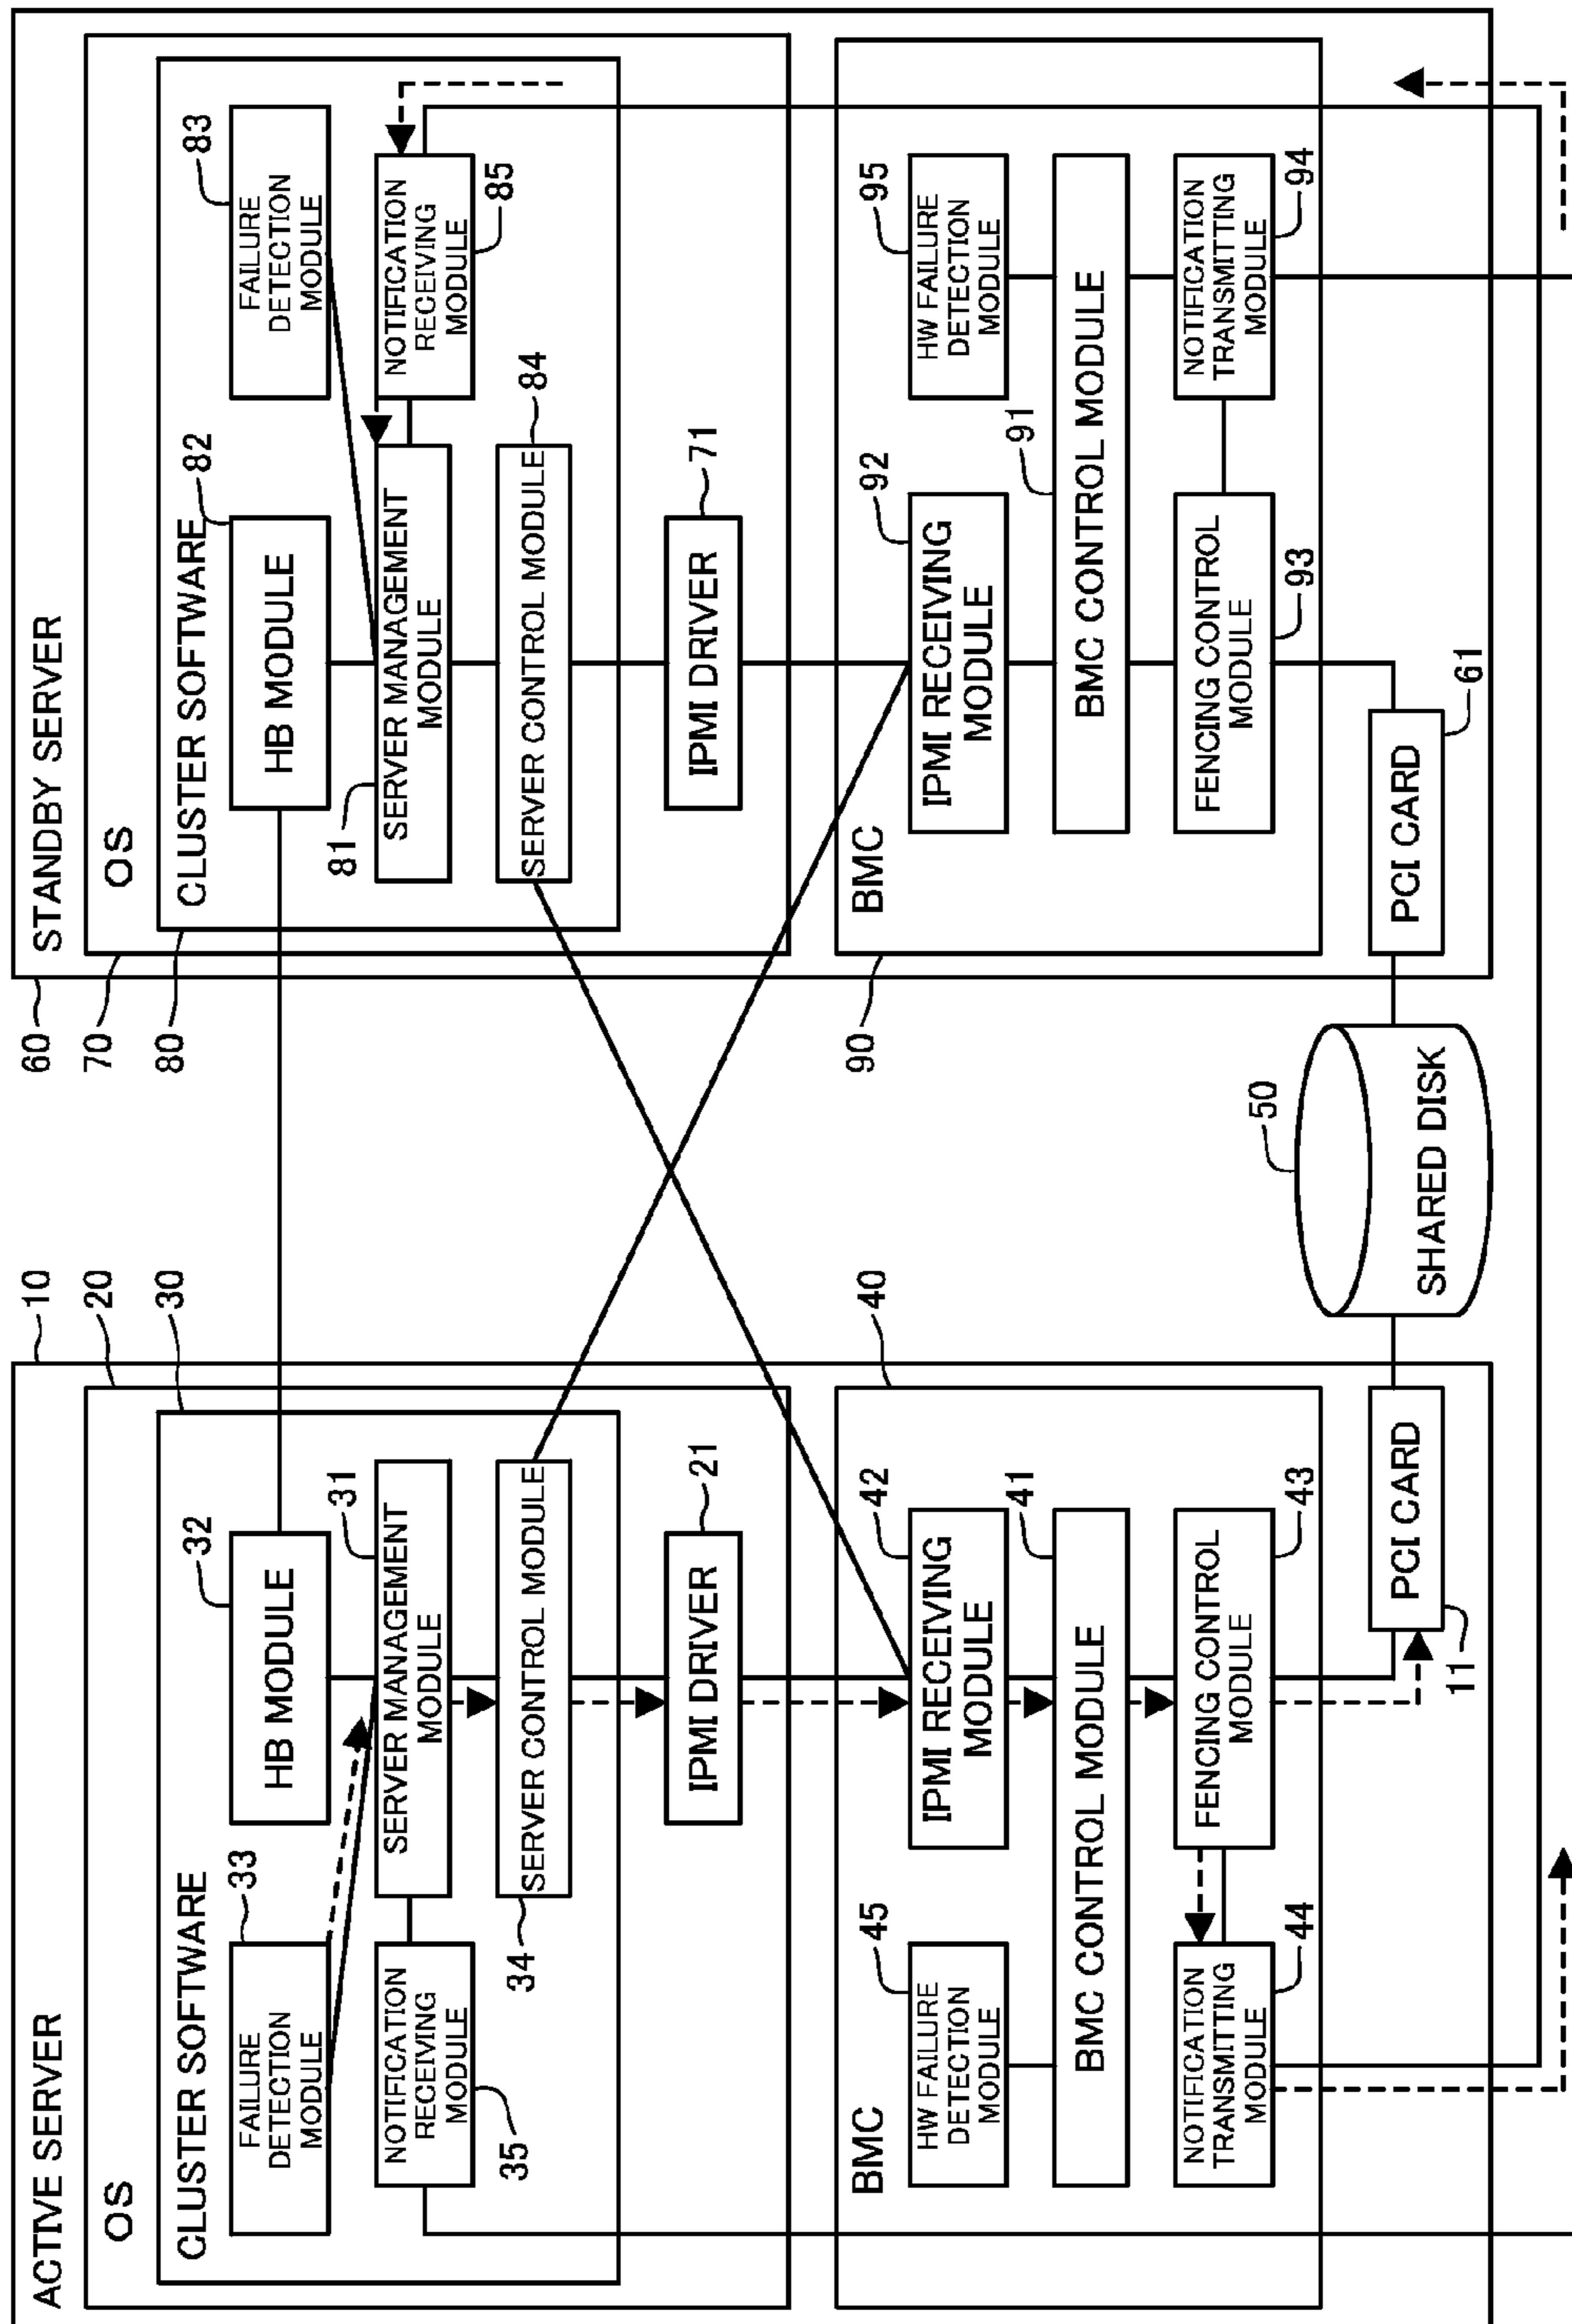 ACTIVE SERVER
10
OS
20
CLUSTER SOFTWARE
30
33
FAILURE
DETECTION
MODULE
32
HB MODULE
31
SERVER MANAGEMENT
MODULE
NOTIFICATION
RECEIVING
MODULE
35
34
SERVER CONTROL MODULE
21
IPMI DRIVER
40
BMC
45
HW FAILURE
DETECTION
MODULE
42
IPMI RECEIVING
MODULE
41
BMC CONTROL MODULE
NOTIFICATION
TRANSMITTING
MODULE
44
FENCING CONTROL
MODULE
43
PCI CARD
11
50
SHARED DISK
STANDBY SERVER
60
OS
70
CLUSTER SOFTWARE
80
82
HB MODULE
83
FAILURE
DETECTION
MODULE
81
SERVER MANAGEMENT
MODULE
NOTIFICATION
RECEIVING
MODULE
85
84
SERVER CONTROL MODULE
71
IPMI DRIVER
90
BMC
92
IPMI RECEIVING
MODULE
95
HW FAILURE
DETECTION
MODULE
91
BMC CONTROL MODULE
FENCING CONTROL
MODULE
93
NOTIFICATION
TRANSMITTING
MODULE
94
PCI CARD
61